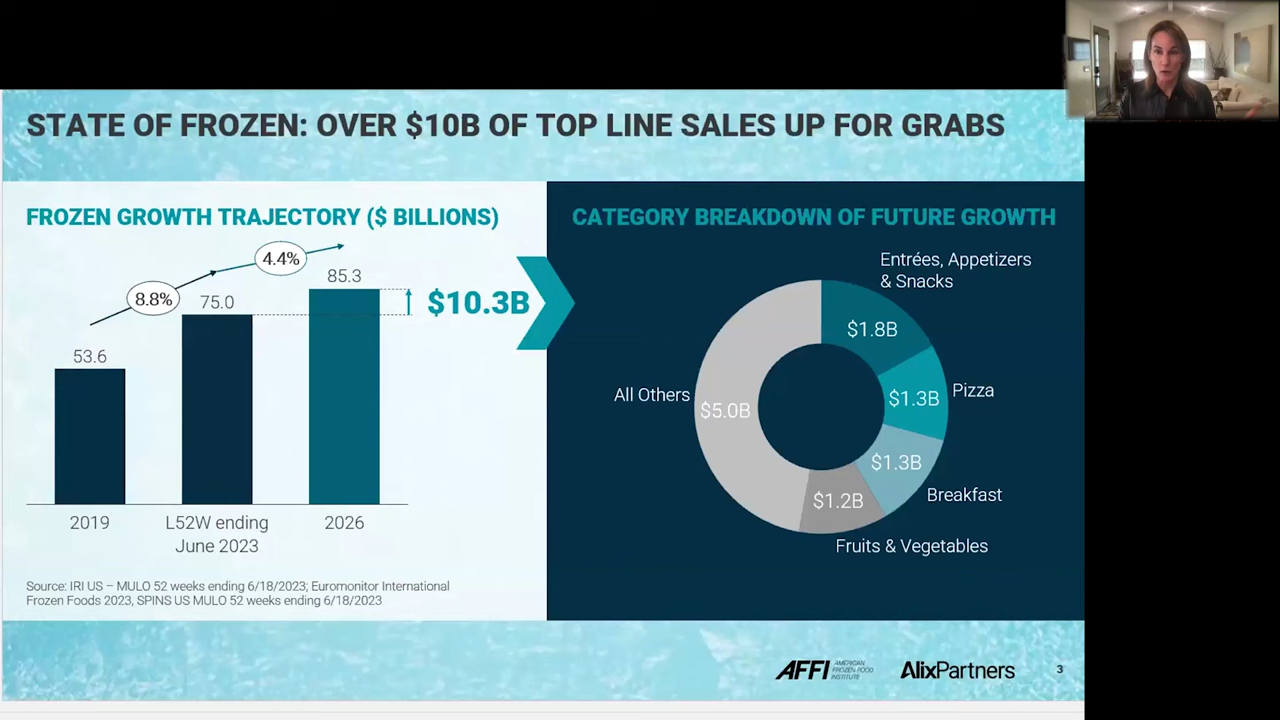 STATE OF FROZEN: OVER $10B OF TOP LINE SALES UP FOR GRABS
FROZEN GROWTH TRAJECTORY ($ BILLIONS)
8.8%
4.4%
53.6
75.0
85.3
$10.3B
2019
L52W ending
June 2023
2026
Source: IRI US – MULO 52 weeks ending 6/18/2023; Euromonitor International
Frozen Foods 2023, SPINS US MULO 52 weeks ending 6/18/2023
CATEGORY BREAKDOWN OF FUTURE GROWTH
Entrées, Appetizers
& Snacks
$1.8B
Pizza
$1.3B
$1.3B
Breakfast
$1.2B
Fruits & Vegetables
All Others
$5.0B
AFFI
AMERICAN
FROZEN FOOD
INSTITUTE
AlixPartners
3